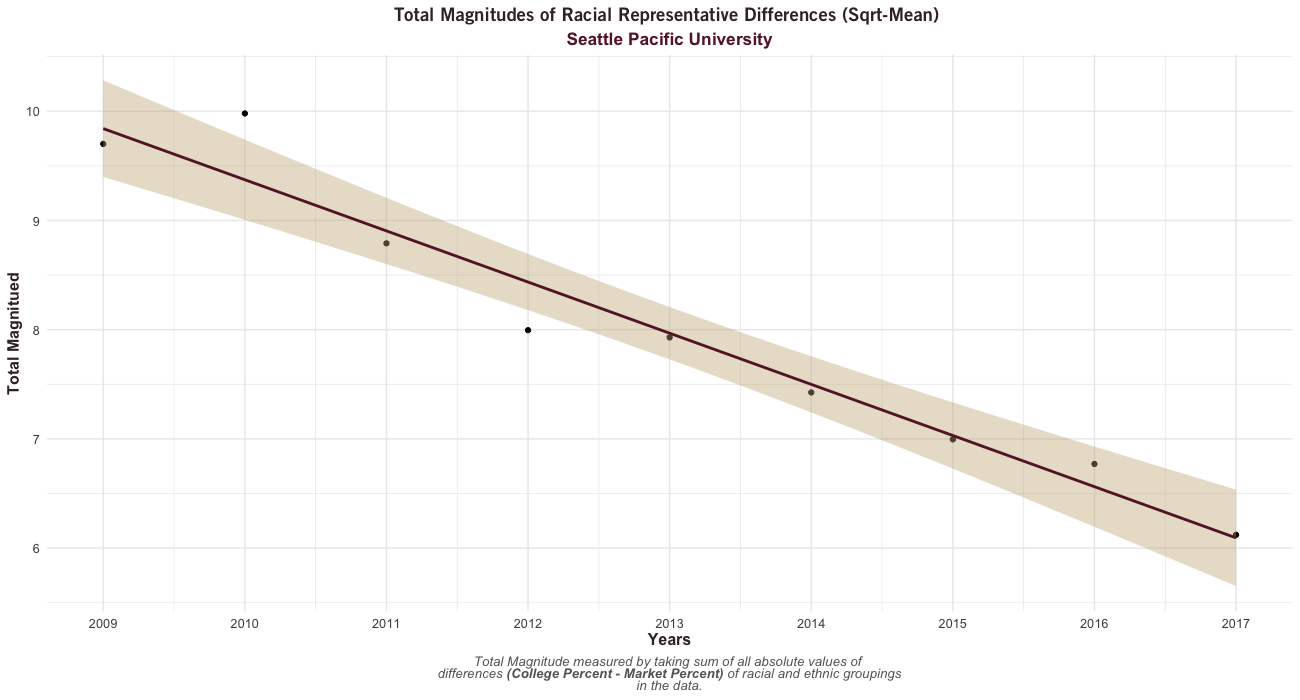 Total Magnitudes of Racial Representative Differences (Sqrt-Mean)
Seattle Pacific University
Total Magnitued
10
9
8
7
6
2009 2010 2011 2012 2013 2014 2015 2016 2017
Years
Total Magnitude measured by taking sum of all absolute values of
differences (College Percent - Market Percent) of racial and ethnic groupings
in the data.